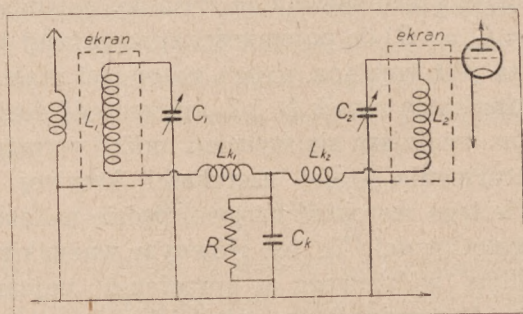 ekran
ekran
L₁
C₁
C₂
L₂
Lk₁
Lk₂
R
Ck